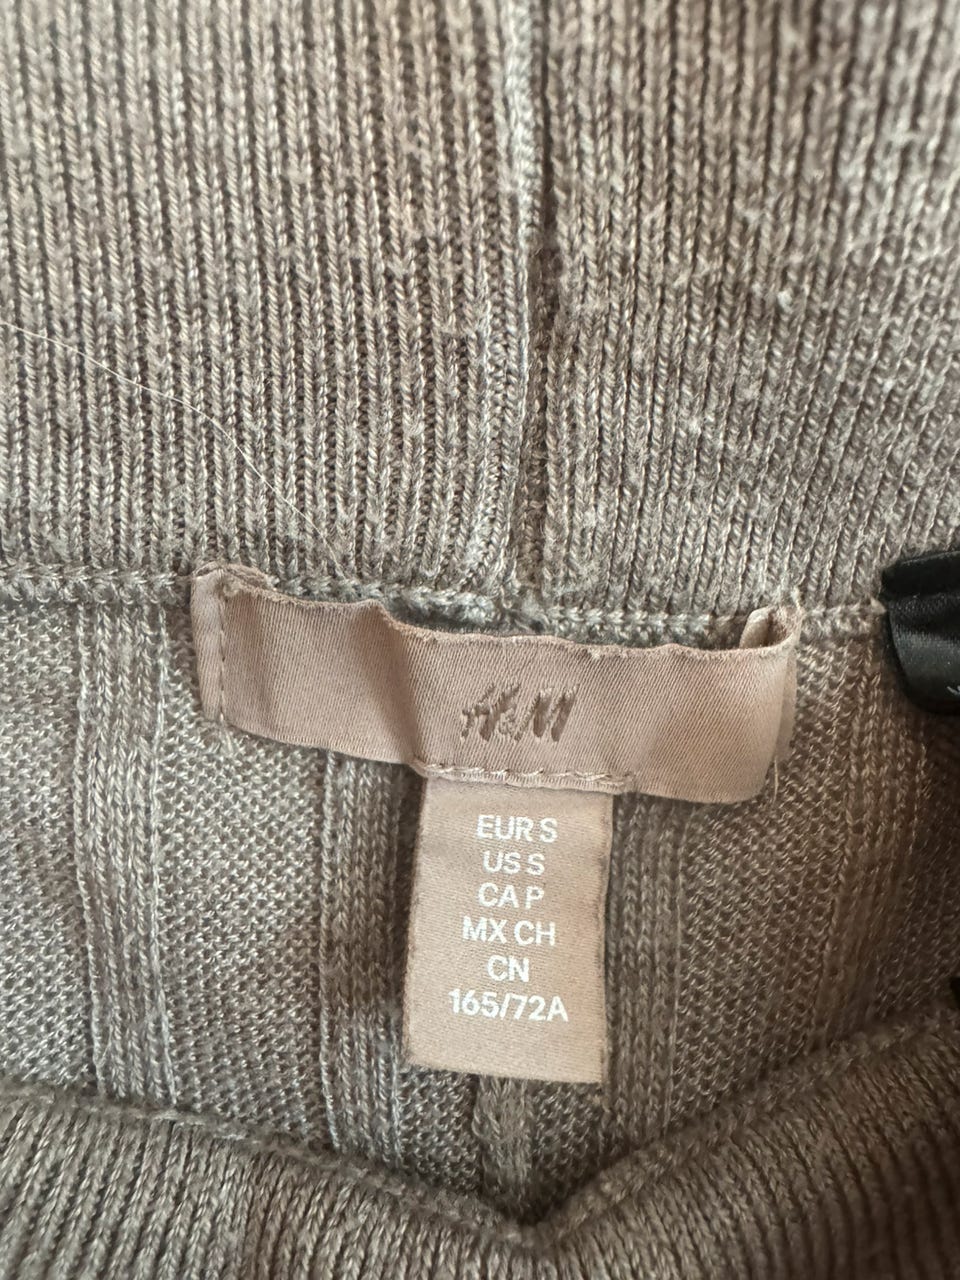 H&M
EUR S
US S
CA P
MX CH
CN
165/72A